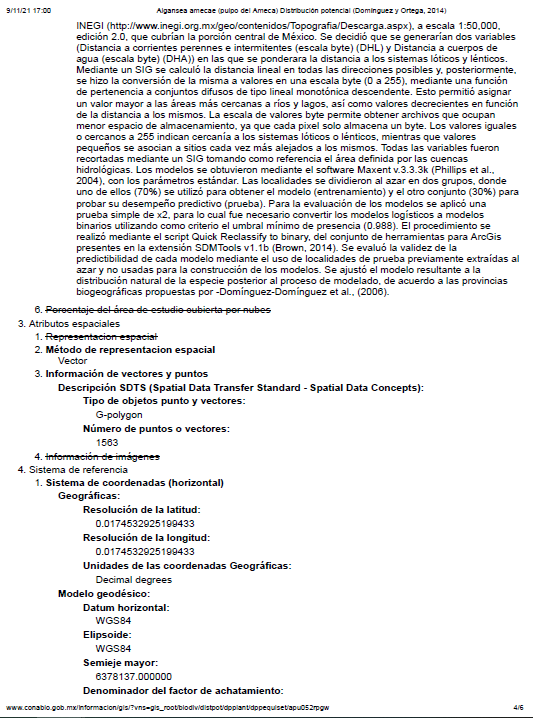 9/11/21 17:00
Algansea amecae (pulpo del Ameca) Distribución potencial (Domínguez y Ortega, 2014)
INEGI (http://www.inegi.org.mx/geo/contenidos/Topografia/Descarga.aspx), a escala 1:50,000,
edición 2.0, que cubrían la porción central de México. Se decidió que se generarían dos variables
(Distancia a corrientes perennes e intermitentes (escala byte) (DHL) y Distancia a cuerpos de
agua (escala byte) (DHA)) en las que se ponderara la distancia a los sistemas lóticos y lénticos.
Mediante un SIG se calculó la distancia lineal en todas las direcciones posibles y, posteriormente,
se hizo la conversión de la misma a valores en una escala byte (0 a 255), mediante una función
de pertenencia a conjuntos difusos de tipo lineal monotónica descendente. Esto permitió asignar
un valor mayor a las áreas más cercanas a ríos y lagos, así como valores decrecientes en función
de la distancia a los mismos. La escala de valores byte permite obtener archivos que ocupan
menor espacio de almacenamiento, ya que cada pixel solo almacena un byte. Los valores iguales
o cercanos a 255 indican cercanía a los sistemas lóticos o lénticos, mientras que valores
pequeños se asocian a sitios cada vez más alejados a los mismos. Todas las variables fueron
recortadas mediante un SIG tomando como referencia el área definida por las cuencas
hidrológicas. Los modelos se obtuvieron mediante el software Maxent v.3.3.3k (Phillips et al.,
2004), con los parámetros estándar. Las localidades se dividieron al azar en dos grupos, donde
uno de ellos (70%) se utilizó para obtener el modelo (entrenamiento) y el otro conjunto (30%) para
probar su desempeño predictivo (prueba). Para la evaluación de los modelos se aplicó una
prueba simple de x2, para lo cual fue necesario convertir los modelos logísticos a modelos
binarios utilizando como criterio el umbral mínimo de presencia (0.988). El procedimiento se
realizó mediante el script Quick Reclassify to binary, del conjunto de herramientas para ArcGis
presentes en la extensión SDMTools v1.1b (Brown, 2014). Se evaluó la validez de la
predictibilidad de cada modelo mediante el uso de localidades de prueba previamente extraídas al
azar y no usadas para la construcción de los modelos. Se ajustó el modelo resultante a la
distribución natural de la especie posterior al proceso de modelado, de acuerdo a las provincias
biogeográficas propuestas por -Domínguez-Domínguez et al., (2006).
6. Porcentaje del área de estudio cubierta por nubes
3. Atributos espaciales
1. Representacion espacial
2. Método de representacion espacial
Vector
3. Información de vectores y puntos
Descripción SDTS (Spatial Data Transfer Standard - Spatial Data Concepts):
Tipo de objetos punto y vectores:
G-polygon
Número de puntos o vectores:
1563
4. Información de imágenes
4. Sistema de referencia
1. Sistema de coordenadas (horizontal)
Geográficas:
Resolución de la latitud:
0.0174532925199433
Resolución de la longitud:
0.0174532925199433
Unidades de las coordenadas Geográficas:
Decimal degrees
Modelo geodésico:
Datum horizontal:
WGS84
Elipsoide:
WGS84
Semieje mayor:
6378137.000000
Denominador del factor de achatamiento:
www.conabio.gob.mx/informacion/gis/?vns=gis_root/biodiv/distpot/dpplant/dppequiset/apu052rpgw
4/6